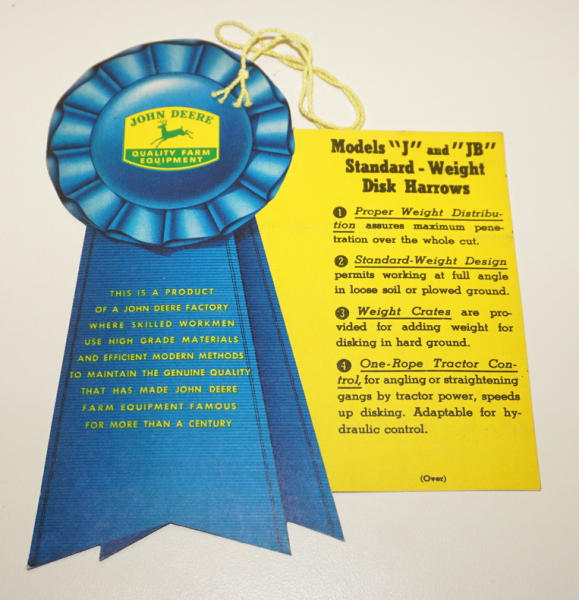 JOHN DEERE
QUALITY FARM
EQUIPMENT
THIS IS A PRODUCT
OF A JOHN DEERE FACTORY
WHERE SKILLED WORKMEN
USE HIGH GRADE MATERIALS
AND EFFICIENT MODERN METHODS
TO MAINTAIN THE GENUINE QUALITY
THAT HAS MADE JOHN DEERE
FARM EQUIPMENT FAMOUS
FOR MORE THAN A CENTURY
Models "J" and "JB"
Standard-Weight
Disk Harrows
1 Proper Weight Distribu-
tion assures maximum pene-
tration over the whole cut.
2 Standard-Weight Design
permits working at full angle
in loose soil or plowed ground.
3 Weight Crates are pro-
vided for adding weight for
disking in hard ground.
4 One-Rope Tractor Con-
trol, for angling or straightening
gangs by tractor power, speeds
up disking. Adaptable for hy-
draulic control.
(Over)